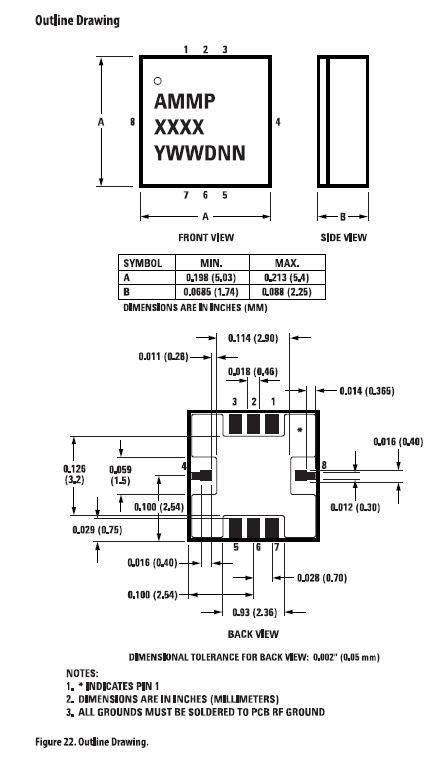 Outline Drawing
1 2 3
AMMP
XXXX
YWWDNN
A
8
4
7 6 5
A
B
FRONT VIEW
SIDE VIEW
SYMBOL MIN. MAX.
A 0.198 (5.03) 0.213 (5.4)
B 0.0685 (1.74) 0.088 (2.25)
DIMENSIONS ARE IN INCHES (MM)
0.114 (2.90)
0.011 (0.28)
0.018 (0.46)
0.014 (0.365)
3 2 1
*
0.016 (0.40)
0.126
(3.2)
0.059
(1.5)
4
8
0.100 (2.54)
0.012 (0.30)
0.029 (0.75)
5 6 7
0.016 (0.40)
0.028 (0.70)
0.100 (2.54)
0.93 (2.36)
BACK VIEW
DIMENSIONAL TOLERANCE FOR BACK VIEW: 0.002" (0.05 mm)
NOTES:
1. * INDICATES PIN 1
2. DIMENSIONS ARE IN INCHES (MILLIMETERS)
3. ALL GROUNDS MUST BE SOLDERED TO PCB RF GROUND
Figure 22. Outline Drawing.